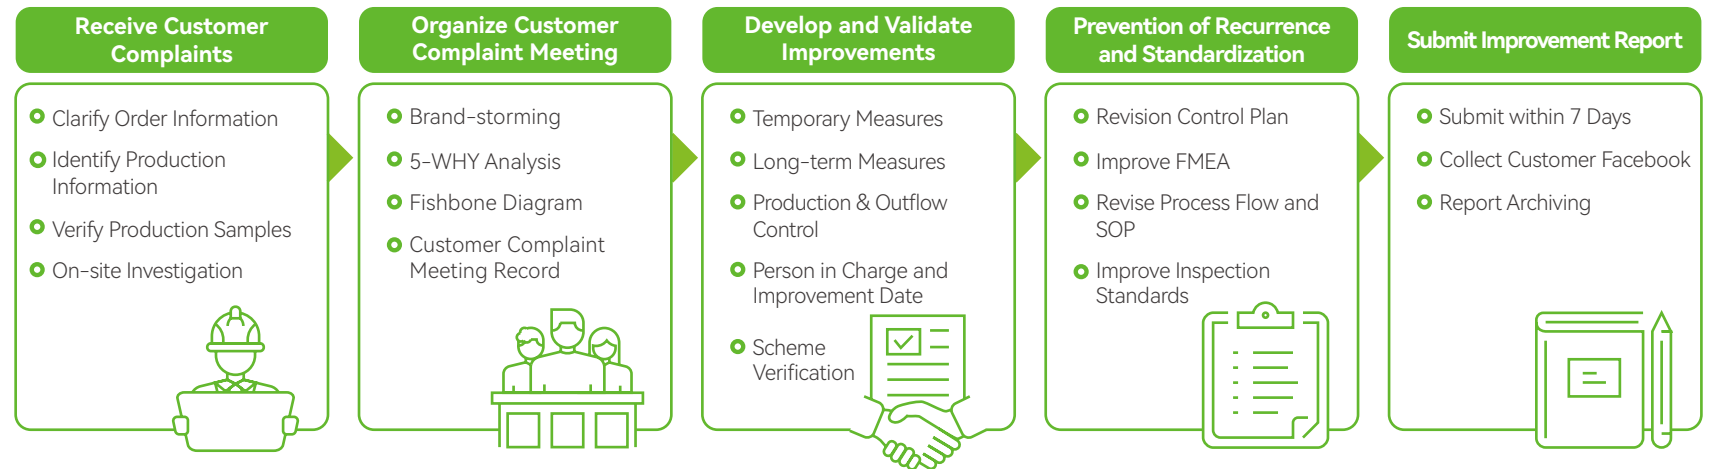 Receive Customer
Complaints
Clarify Order Information
Identify Production
Information
Verify Production Samples
On-site Investigation
Organize Customer
Complaint Meeting
Brand-storming
5-WHY Analysis
Fishbone Diagram
Customer Complaint
Meeting Record
Develop and Validate
Improvements
Temporary Measures
Long-term Measures
Production & Outflow
Control
Person in Charge and
Improvement Date
Scheme
Verification
Prevention of Recurrence
and Standardization
Revision Control Plan
Improve FMEA
Revise Process Flow and
SOP
Improve Inspection
Standards
Submit Improvement Report
Submit within 7 Days
Collect Customer Facebook
Report Archiving